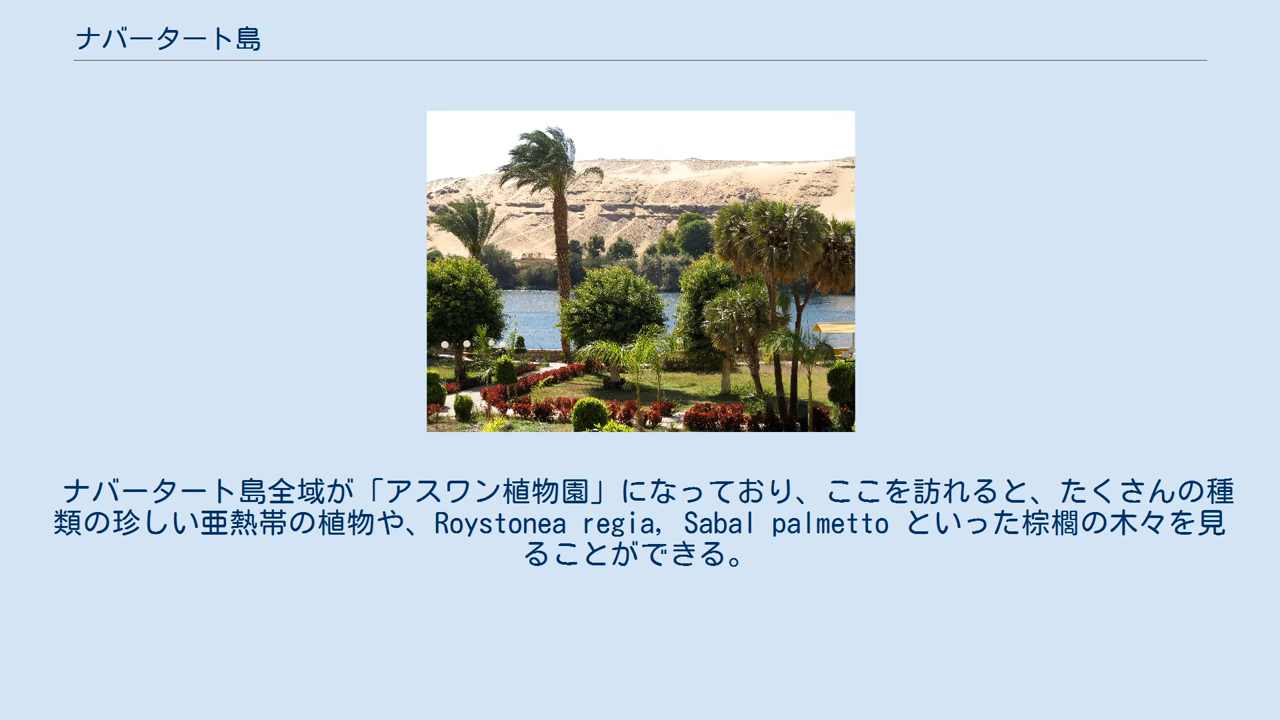 ナバータート島
ナバータート島全域が「アスワン植物園」になっており、ここを訪れると、たくさんの種
類の珍しい亜熱帯の植物や、Roystonea regia, Sabal palmetto といった棕櫚の木々を見
ることができる。